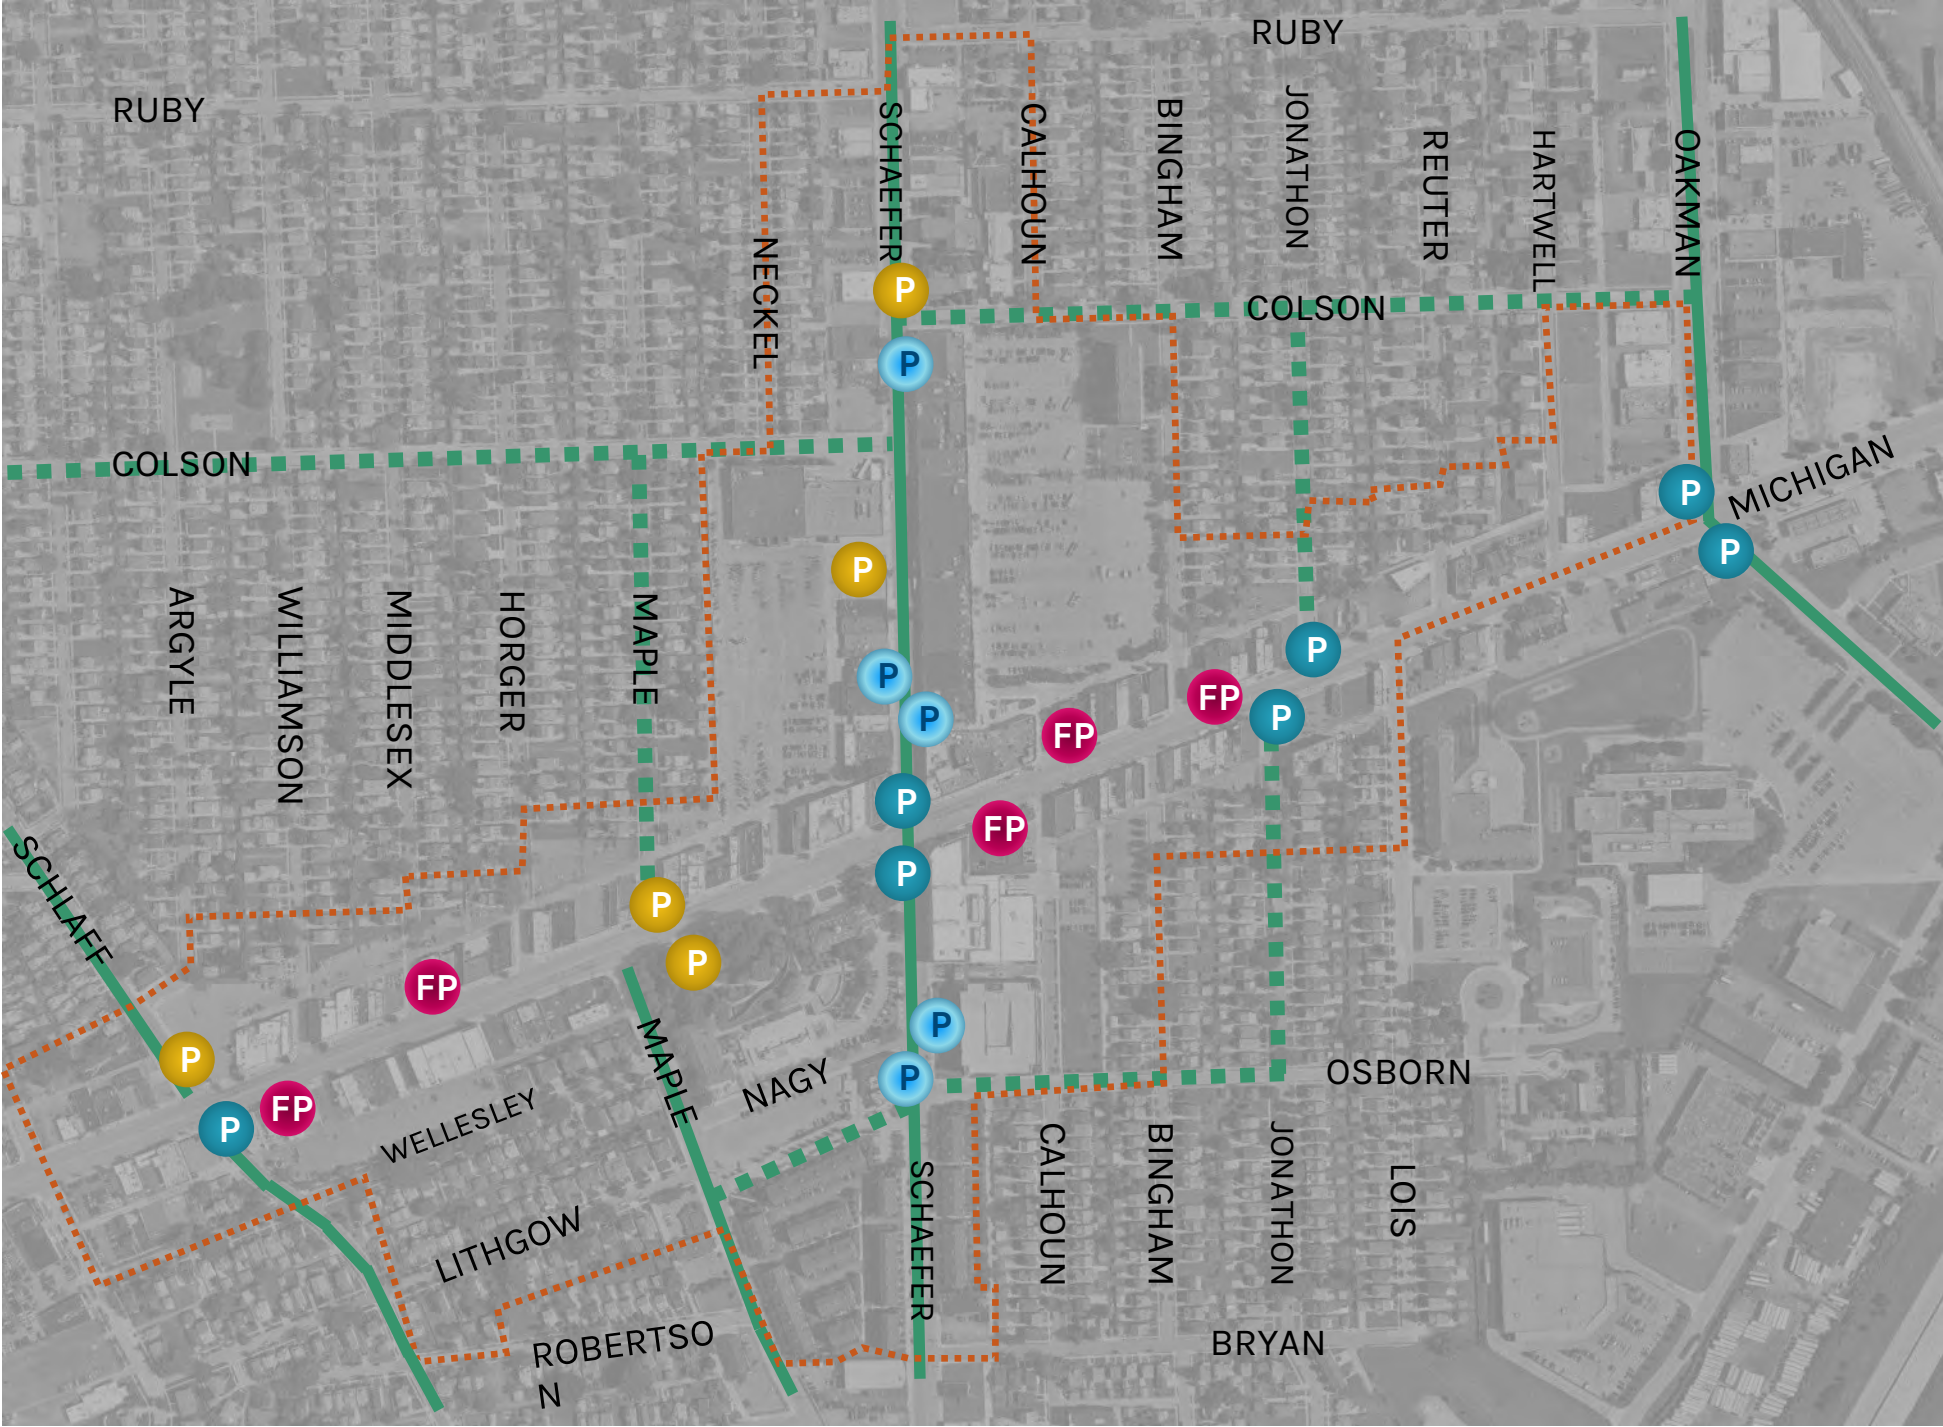 RUBY
RUBY
SCHAEFER
CALHOUN
BINGHAM
JONATHON
REUTER
HARTWELL
OAKMAN
NECKEL
P
COLSON
P
COLSON
MICHIGAN
P
P
P
ARGYLE
WILLIAMSON
MIDDLESEX
HORGER
MAPLE
P
P
P
FP
P
FP
P
FP
P
SCHLAFF
P
P
FP
P
MAPLE
P
NAGY
P
OSBORN
P
FP
WELLESLEY
CALHOUN
BINGHAM
JONATHON
LOIS
SCHAEFER
LITHGOW
ROBERTSO
N
BRYAN